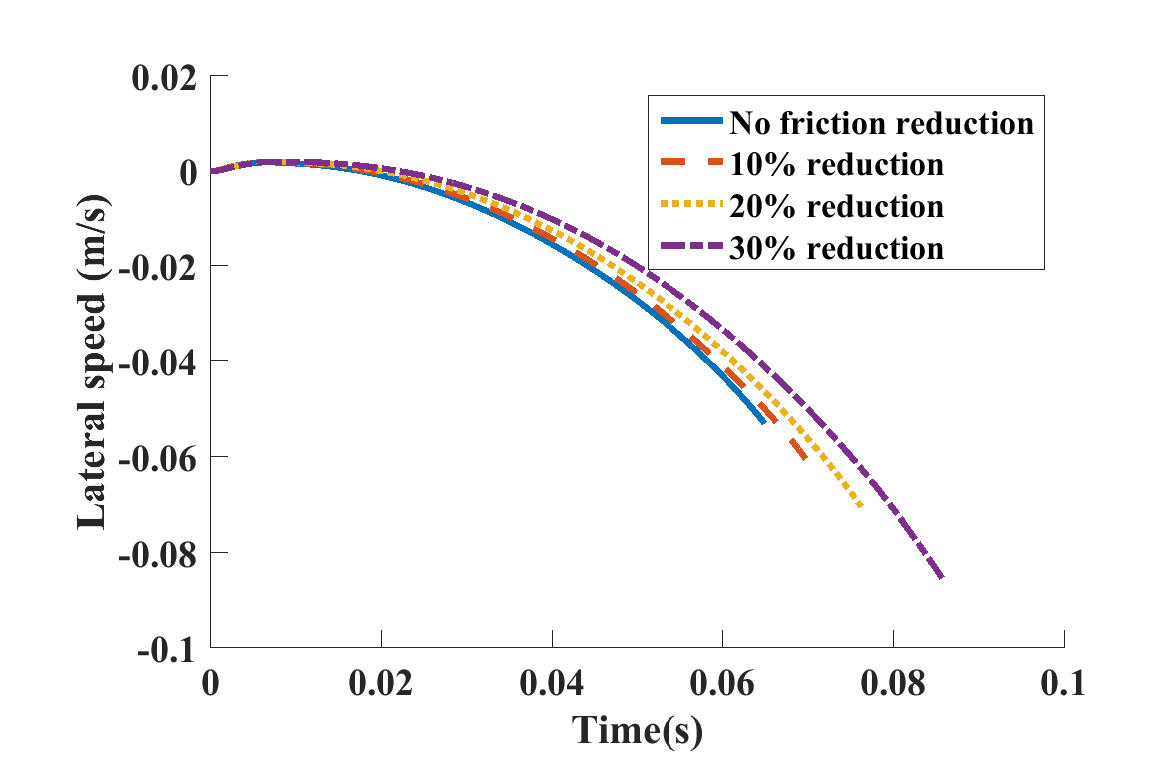 0.02
0
-0.02
-0.04
-0.06
-0.08
-0.1
Lateral speed (m/s)
No friction reduction
10% reduction
20% reduction
30% reduction
0
0.02
0.04
0.06
0.08
0.1
Time(s)